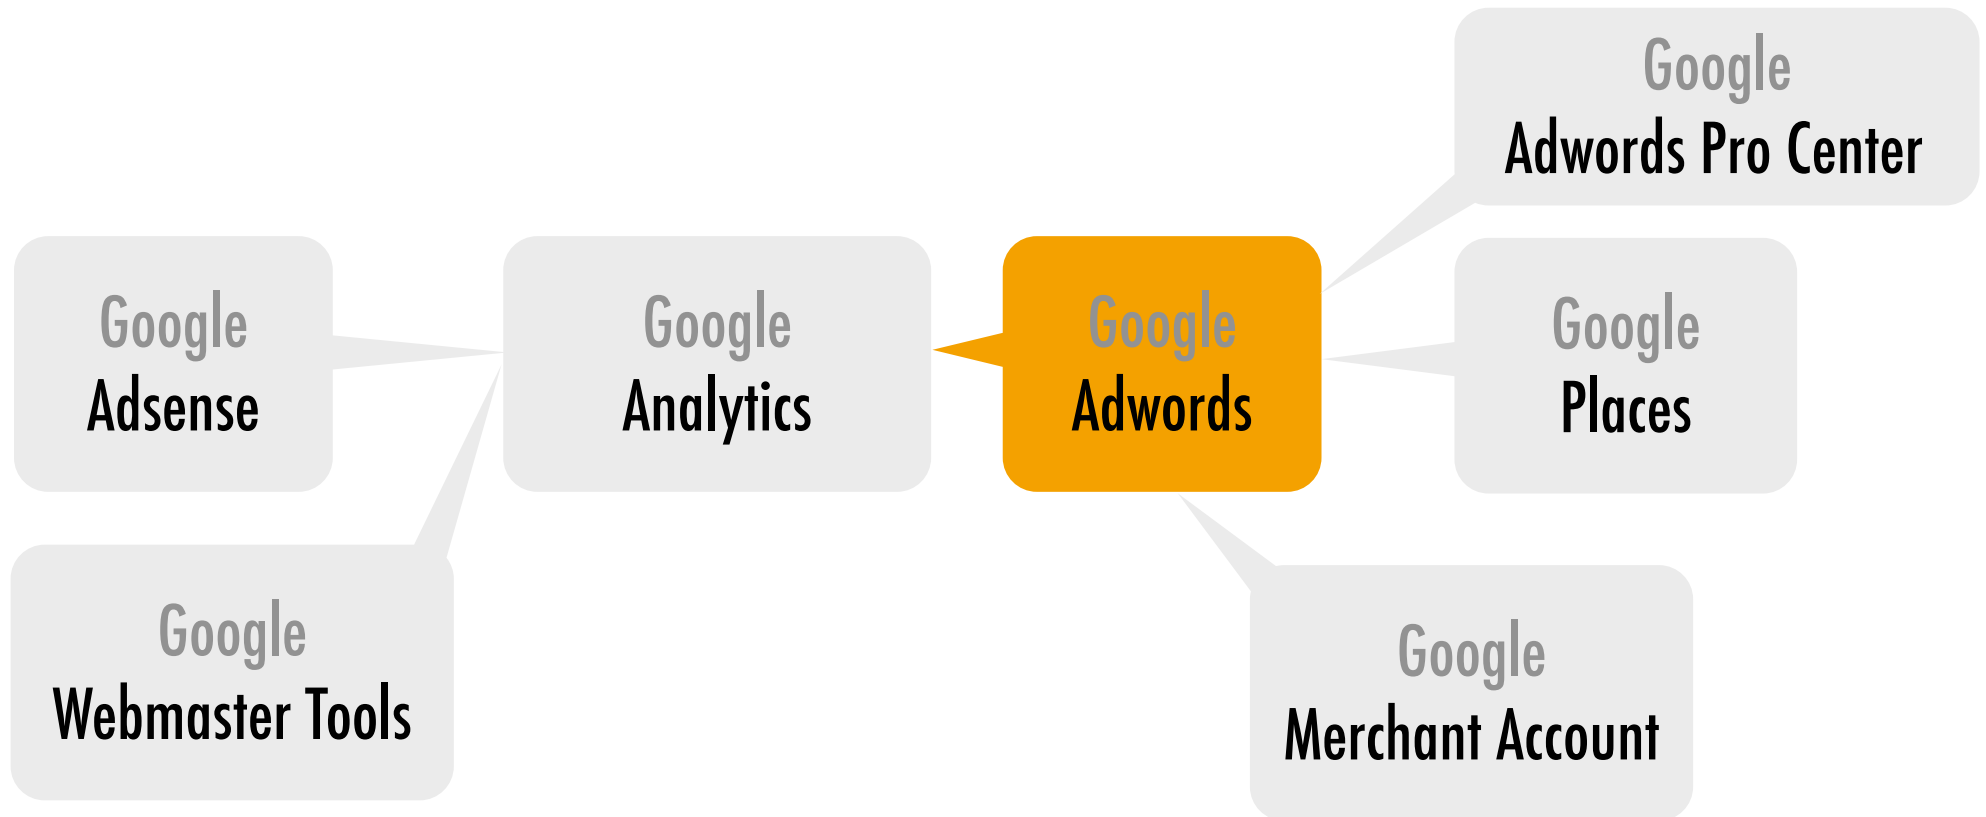 Google
Adwords Pro Center
Google
Adsense
Google
Analytics
Google
Adwords
Google
Places
Google
Webmaster Tools
Google
Merchant Account